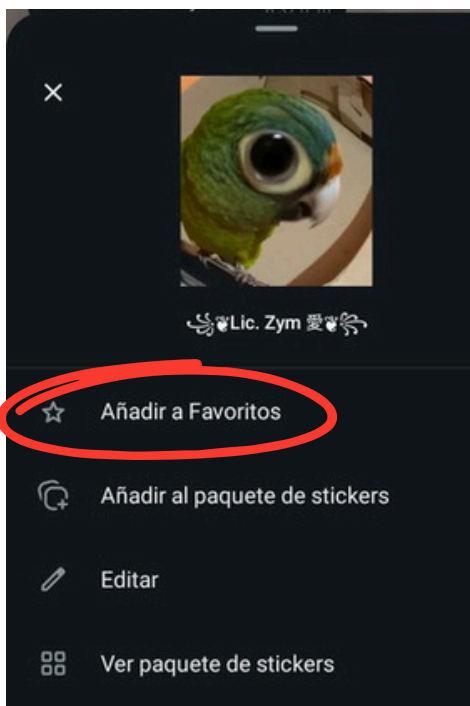 ꧁❦Lic. Zym 愛❦꧂
Añadir a Favoritos
Añadir al paquete de stickers
Editar
Ver paquete de stickers